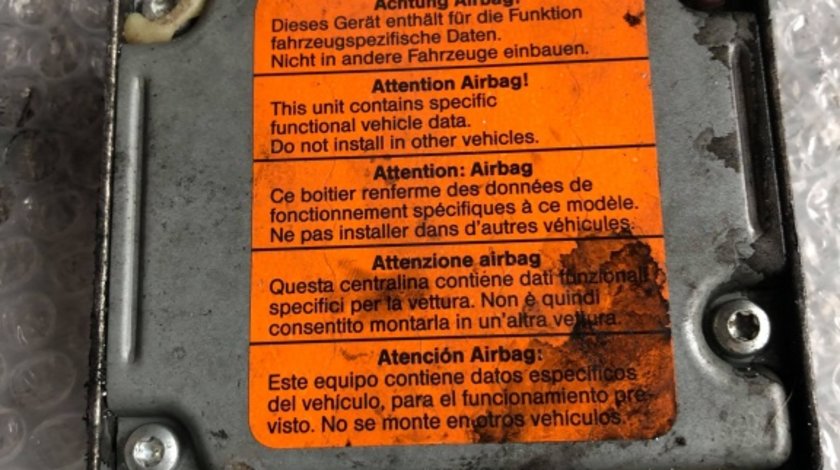 Achtung Airbag!
Dieses Gerät enthält für die Funktion
fahrzeugspezifische Daten.
Nicht in andere Fahrzeuge einbauen.
Attention Airbag!
This unit contains specific
functional vehicle data.
Do not install in other vehicles.
Attention: Airbag
Ce boitier renferme des données de
fonctionnement spécifiques à ce modèle.
Ne pas installer dans d'autres véhicules.
Attenzione airbag
Questa centralina contiene dati funzionali
specifici per la vettura. Non è quindi
consentito montarla in un'altra vettura.
Atención Airbag:
Este equipo contiene datos específicos
del vehículo, para el funcionamiento pre-
visto. No se monte en otros vehículos.